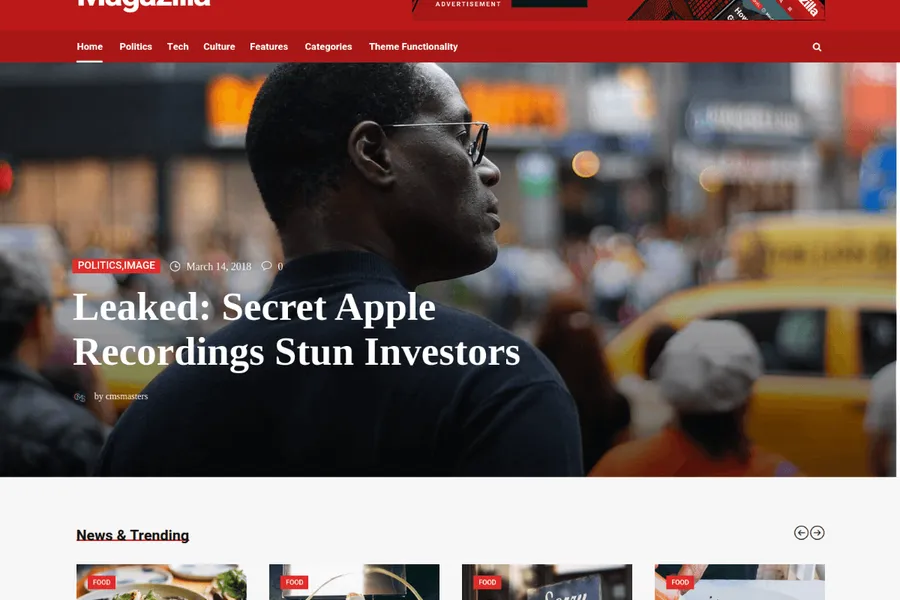 Magazilla
ADVERTISEMENT
Home Politics Tech Culture Features Categories Theme Functionality
POLITICS,IMAGE March 14, 2018 0
Leaked: Secret Apple
Recordings Stun Investors
by cmsmasters
News & Trending
FOOD FOOD FOOD FOOD